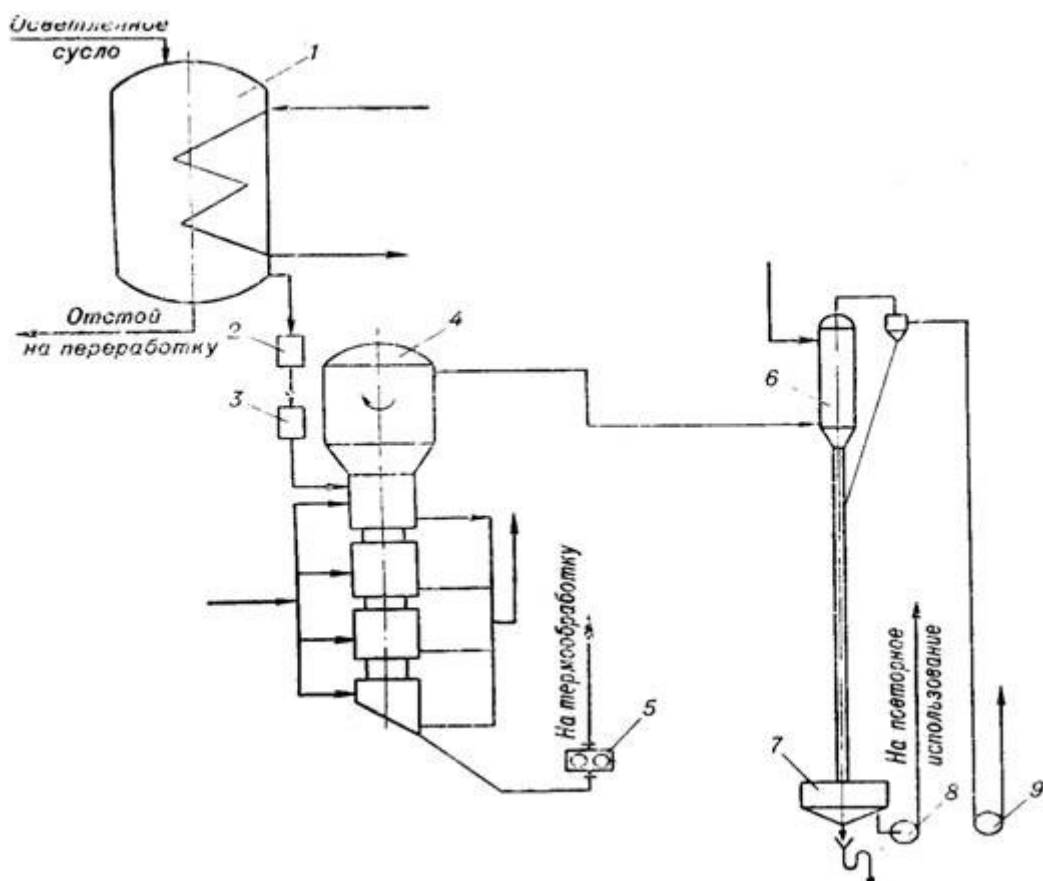 Осветленное
сусло
1
Отстой
на переработку
2
3
4
На термообработку
5
6
7
На повторное
использование
8
9